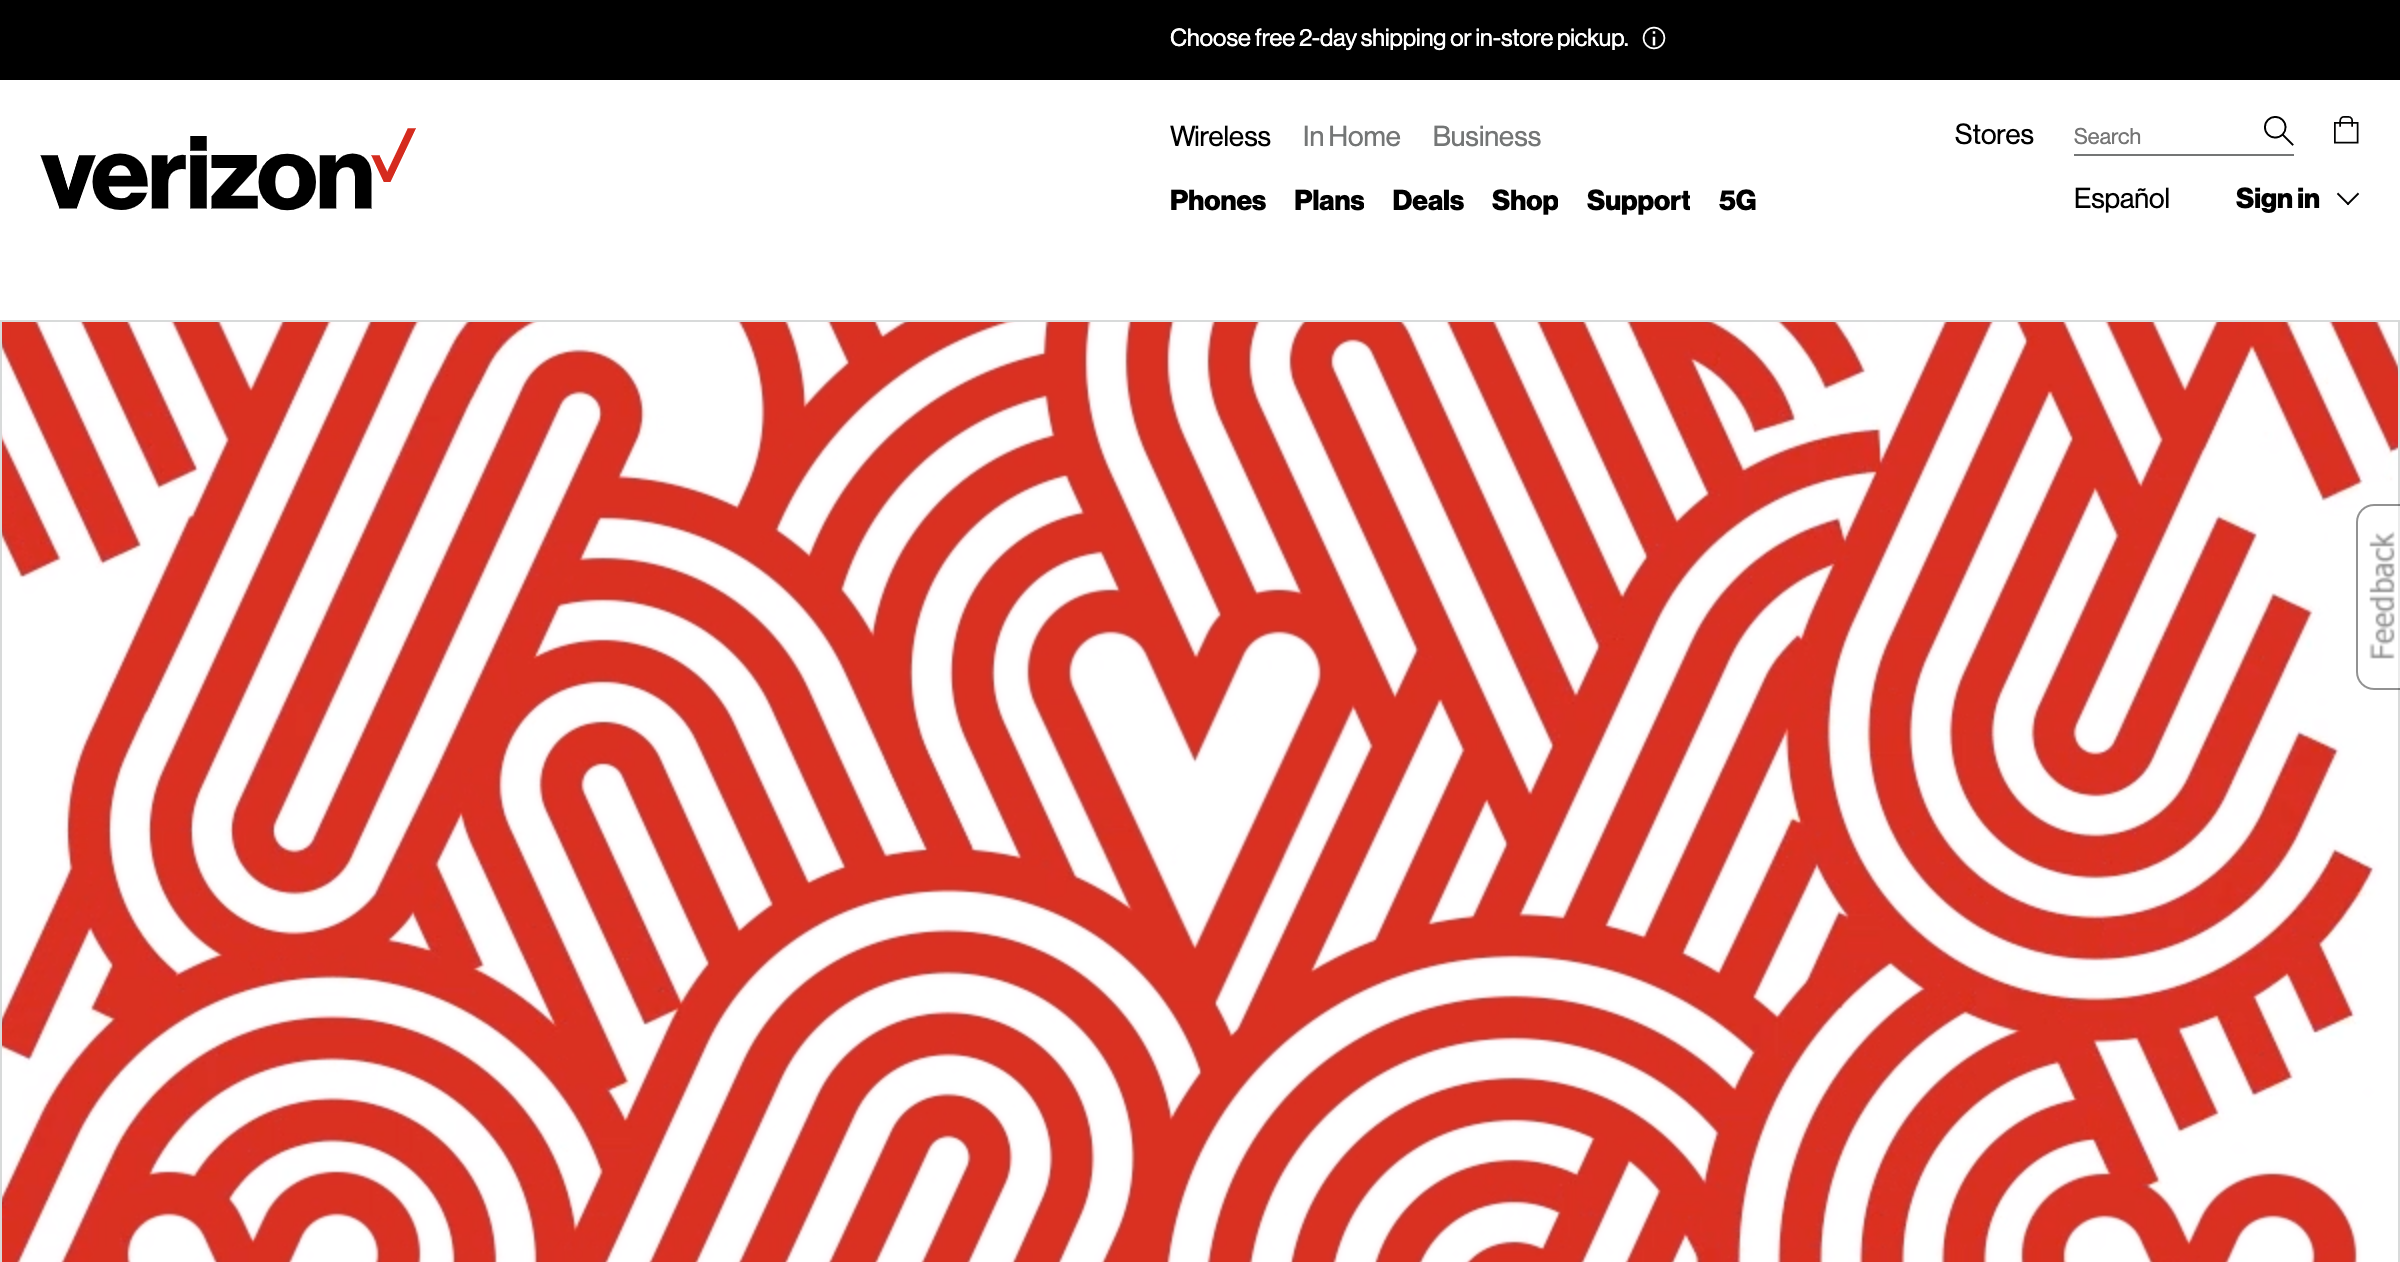 Choose free 2-day shipping or in-store pickup.
verizon
Wireless In Home Business
Stores Search
Phones Plans Deals Shop Support 5G
Español Sign in
Feedback